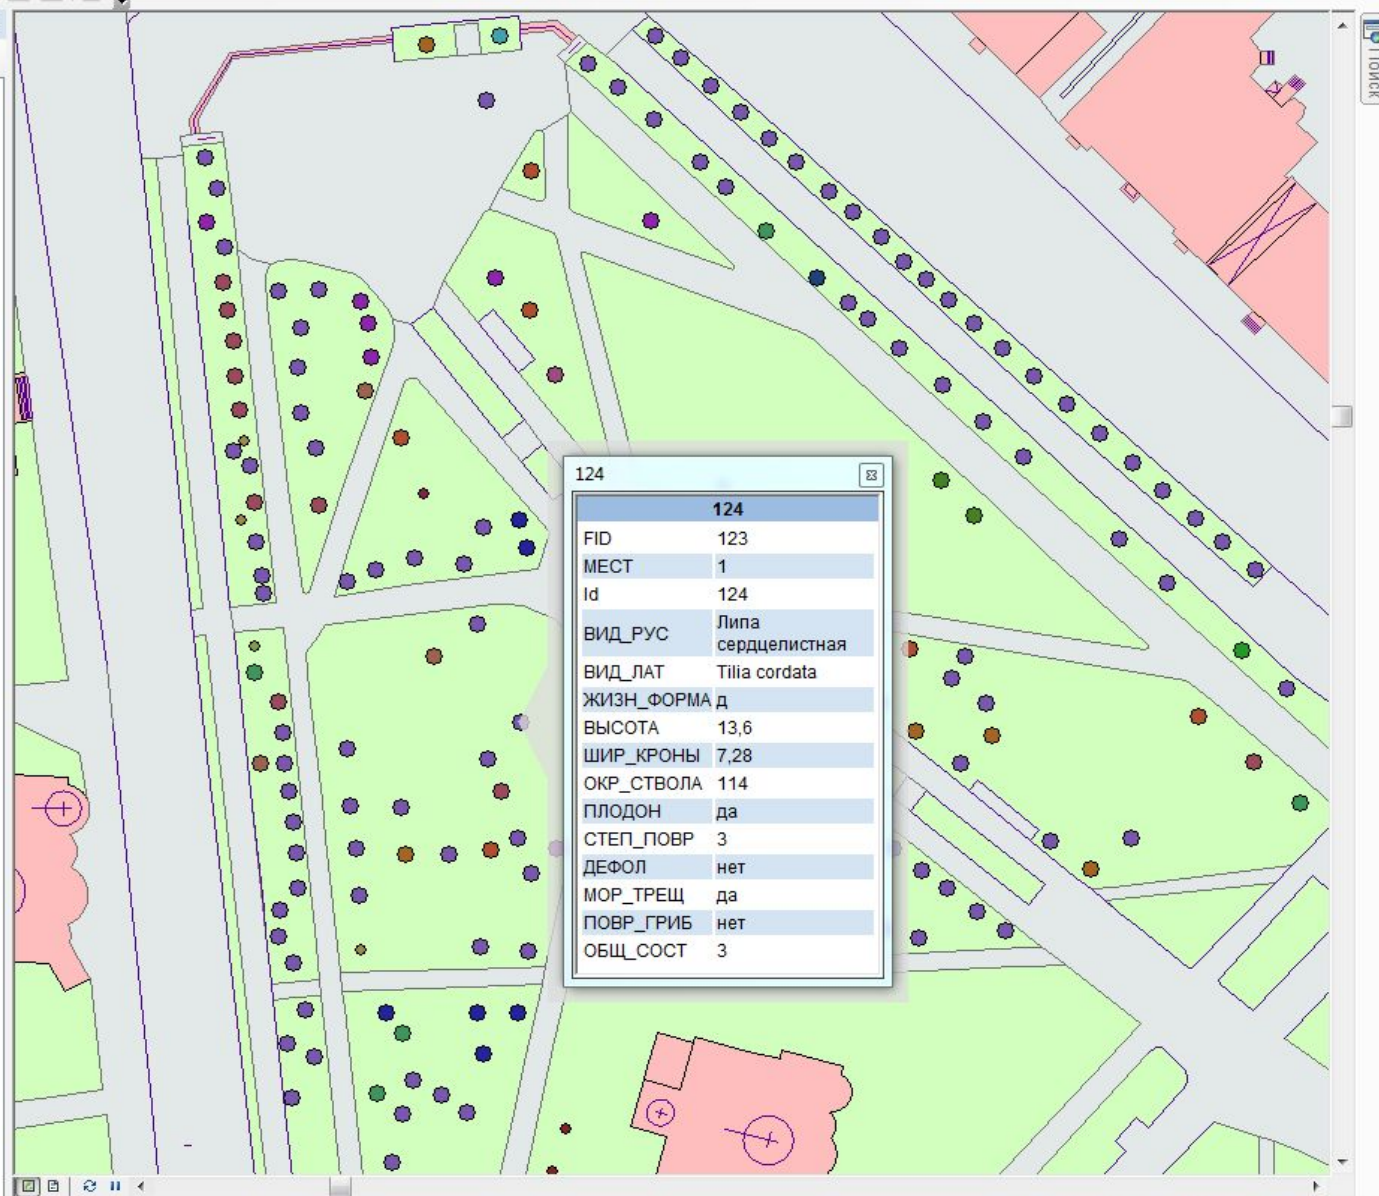 Поиск
124
124
FID 123
МЕСТ 1
Id 124
ВИД_РУС Липа
сердцелистная
ВИД_ЛАТ Tilia cordata
ЖИЗН_ФОРМА д
ВЫСОТА 13,6
ШИР_КРОНЫ 7,28
ОКР_СТВОЛА 114
ПЛОДОН да
СТЕП_ПОВР 3
ДЕФОЛ нет
МОР_ТРЕЩ да
ПОВР_ГРИБ нет
ОБЩ_СОСТ 3